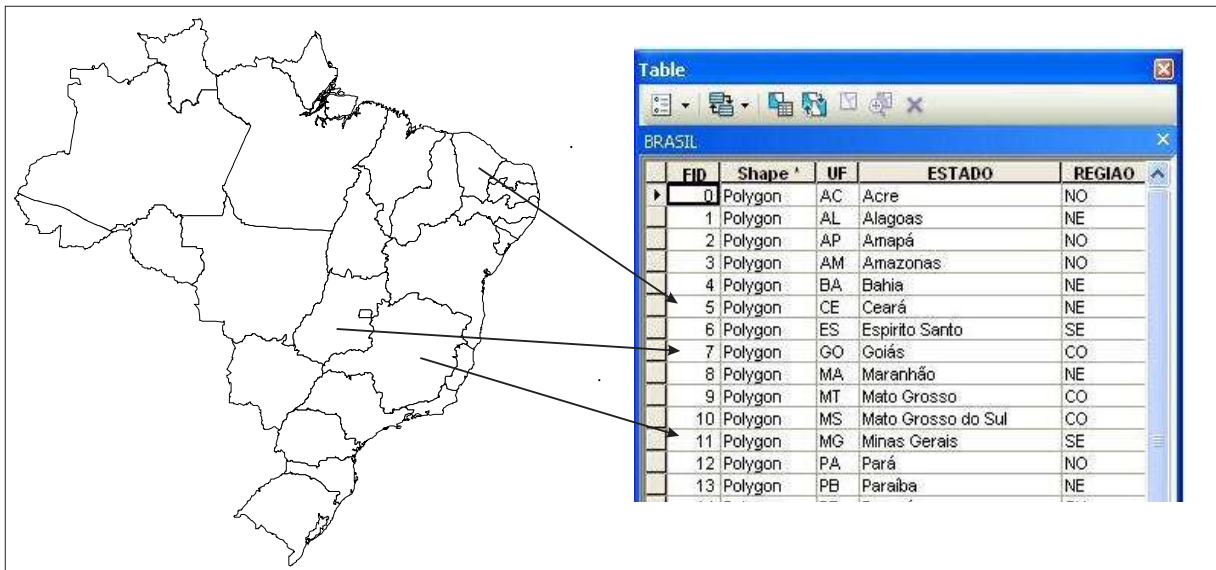 Table
BRASIL
FID Shape * UF ESTADO REGIAO
0 Polygon AC Acre NO
1 Polygon AL Alagoas NE
2 Polygon AP Amapá NO
3 Polygon AM Amazonas NO
4 Polygon BA Bahia NE
5 Polygon CE Ceará NE
6 Polygon ES Espirito Santo SE
7 Polygon GO Goiás CO
8 Polygon MA Maranhão NE
9 Polygon MT Mato Grosso CO
10 Polygon MS Mato Grosso do Sul CO
11 Polygon MG Minas Gerais SE
12 Polygon PA Pará NO
13 Polygon PB Paraíba NE